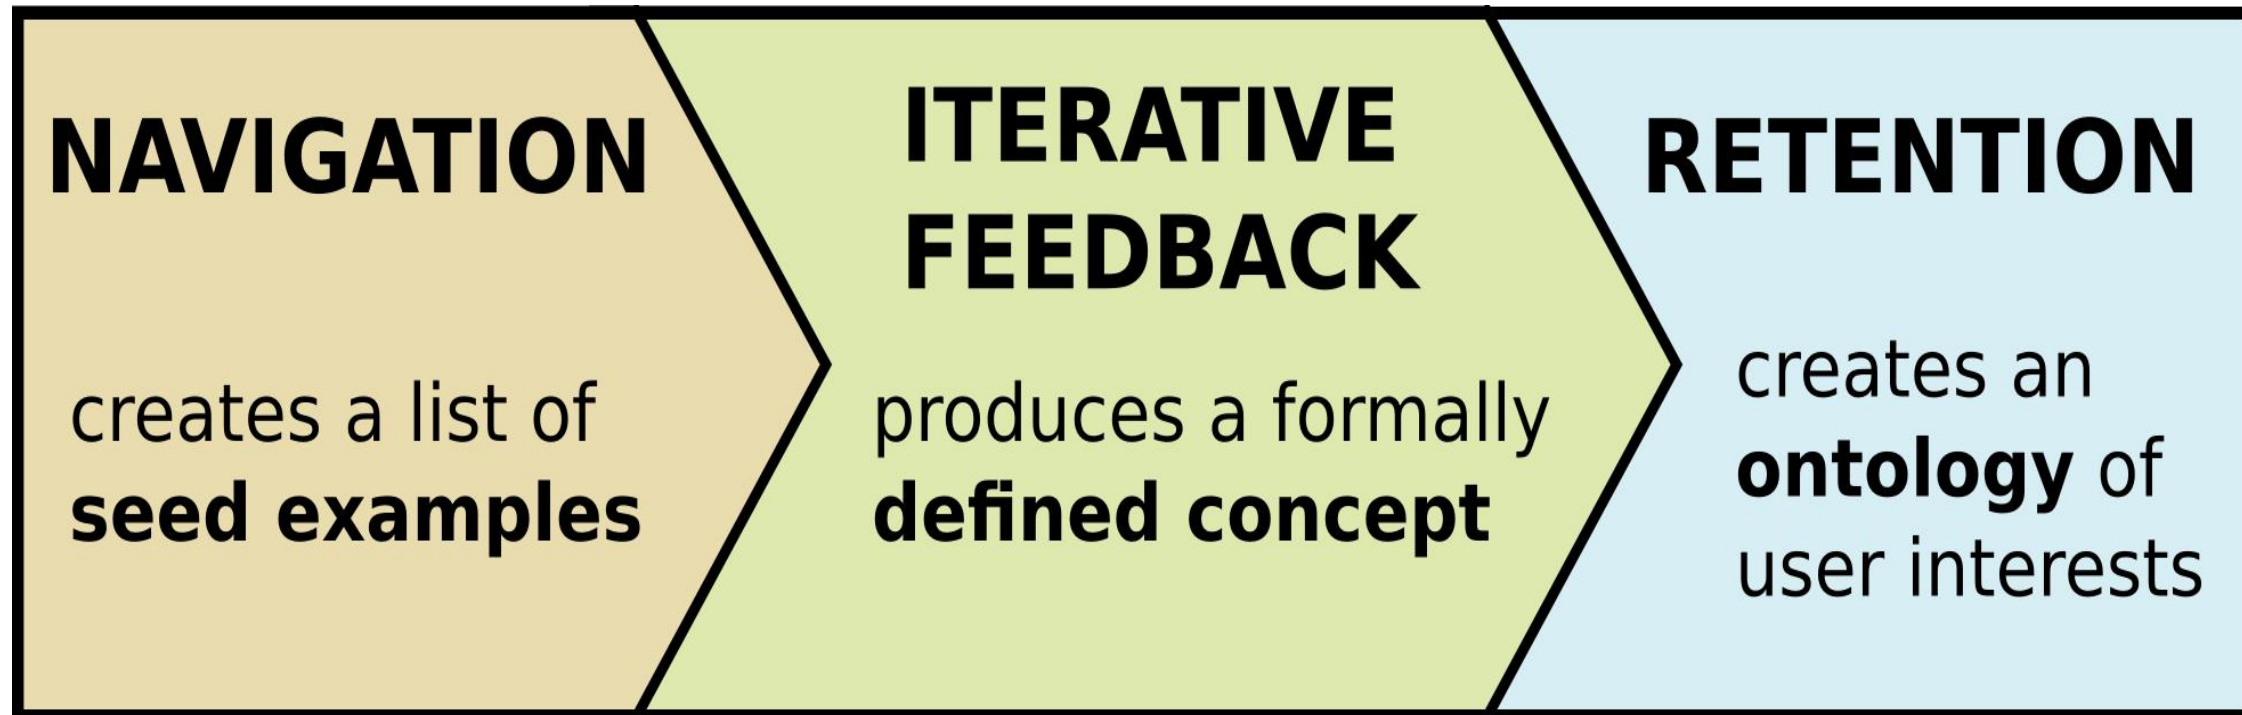 NAVIGATION
creates a list of
seed examples
ITERATIVE
FEEDBACK
produces a formally
defined concept
RETENTION
creates an
ontology of
user interests